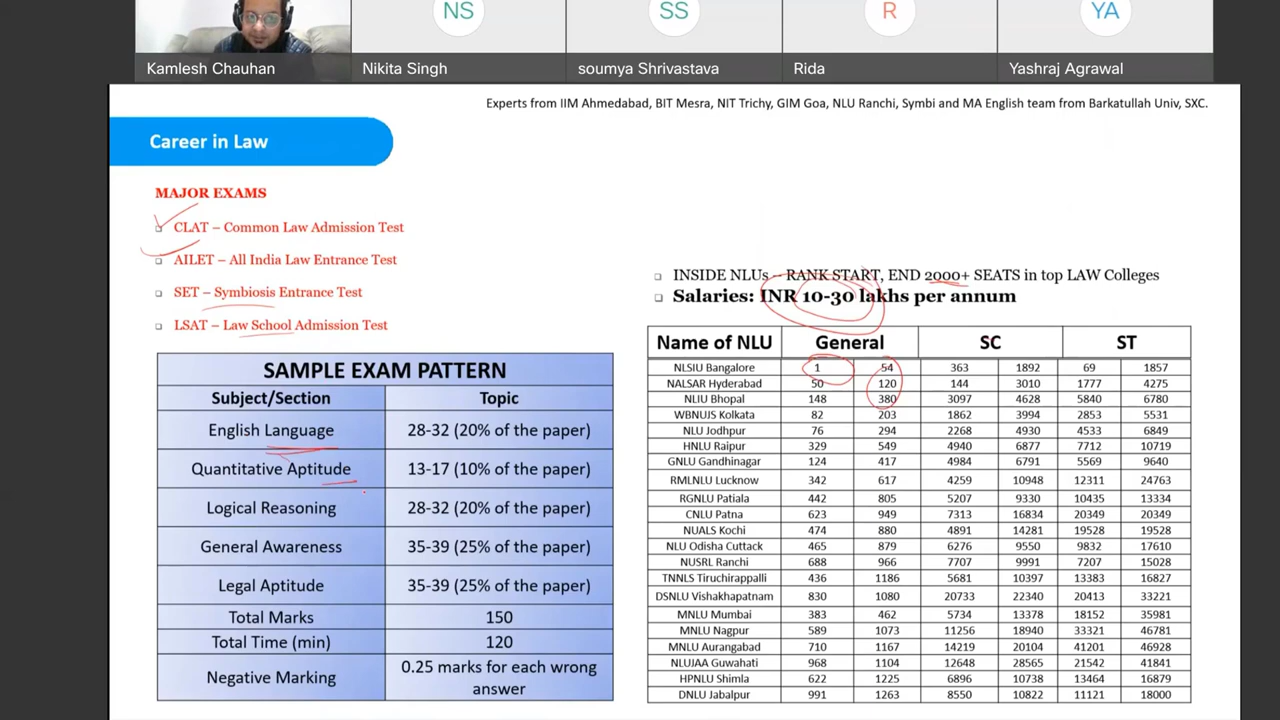 NS
SS
R
YA
Kamlesh Chauhan
Nikita Singh
soumya Shrivastava
Rida
Yashraj Agrawal
Experts from IIM Ahmedabad, BIT Mesra, NIT Trichy, GIM Goa, NLU Ranchi, Symbi and MA English team from Barkatullah Univ, SXC.
Career in Law
MAJOR EXAMS
CLAT – Common Law Admission Test
AILET – All India Law Entrance Test
SET – Symbiosis Entrance Test
LSAT – Law School Admission Test
SAMPLE EXAM PATTERN
Subject/Section Topic
English Language 28-32 (20% of the paper)
Quantitative Aptitude 13-17 (10% of the paper)
Logical Reasoning 28-32 (20% of the paper)
General Awareness 35-39 (25% of the paper)
Legal Aptitude 35-39 (25% of the paper)
Total Marks 150
Total Time (min) 120
Negative Marking 0.25 marks for each wrong
answer
INSIDE NLUs -- RANK START, END 2000+ SEATS in top LAW Colleges
Salaries: INR 10-30 lakhs per annum
Name of NLU General SC ST
NLSIU Bangalore 1 54 363 1892 69 1857
NALSAR Hyderabad 50 120 144 3010 1777 4275
NLIU Bhopal 148 380 3097 4628 5840 6780
WBNUJS Kolkata 82 203 1862 3994 2853 5531
NLU Jodhpur 76 294 2268 4930 4533 6849
HNLU Raipur 329 549 4940 6877 7712 10719
GNLU Gandhinagar 124 417 4984 6791 5569 9640
RMLNLU Lucknow 342 617 4259 10948 12311 24763
RGNLU Patiala 442 805 5207 9330 10435 13334
CNLU Patna 623 949 7313 16834 20349 20349
NUALS Kochi 474 880 4891 14281 19528 19528
NLU Odisha Cuttack 465 879 6276 9550 9832 17610
NUSRL Ranchi 688 966 7707 9991 7207 15028
TNNLS Tiruchirappalli 436 1186 5681 10397 13383 16827
DSNLU Vishakhapatnam 830 1080 20733 22340 20413 33221
MNLU Mumbai 383 462 5734 13378 18152 35981
MNLU Nagpur 589 1073 11256 18940 33321 46781
MNLU Aurangabad 710 1167 14219 20104 41201 46928
NLUJAA Guwahati 968 1104 12648 28565 21542 41841
HPNLU Shimla 622 1225 6896 10738 13464 16879
DNLU Jabalpur 991 1263 8550 10822 11121 18000